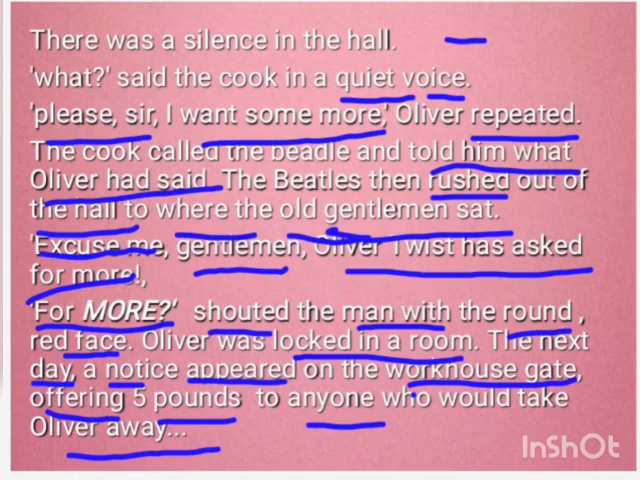 There was a silence in the hall.
'what?' said the cook in a quiet voice.
'please, sir, I want some more,' Oliver repeated.
The cook called the beadle and told him what
Oliver had said. The Beatles then rushed out of
the hall to where the old gentlemen sat.
'Excuse me, gentlemen, Oliver Twist has asked
for more!,
'For MORE?' shouted the man with the round ,
red face. Oliver was locked in a room. The next
day, a notice appeared on the workhouse gate,
offering 5 pounds to anyone who would take
Oliver away...
InShOt